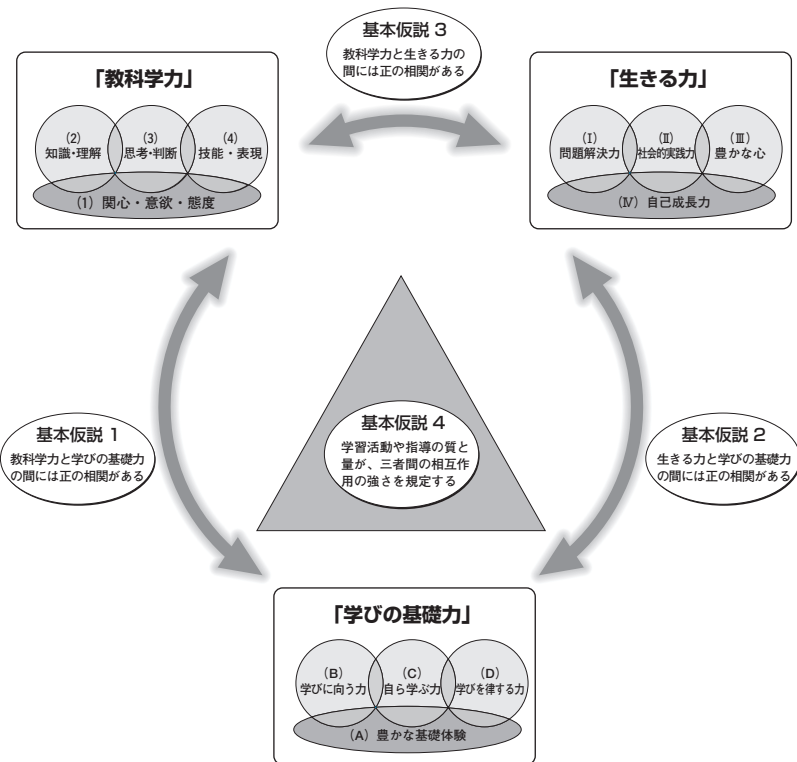 基本仮説 3
教科学力と生きる力の
間には正の相関がある
「教科学力」
(2)
知識・理解
(3)
思考・判断
(4)
技能・表現
(1) 関心・意欲・態度
「生きる力」
(Ⅰ)
問題解決力
(Ⅱ)
社会的実践力
(Ⅲ)
豊かな心
(Ⅳ) 自己成長力
基本仮説 1
教科学力と学びの基礎力
の間には正の相関がある
基本仮説 4
学習活動や指導の質と
量が、三者間の相互作
用の強さを規定する
基本仮説 2
生きる力と学びの基礎力
の間には正の相関がある
「学びの基礎力」
(B)
学びに向う力
(C)
自ら学ぶ力
(D)
学びを律する力
(A) 豊かな基礎体験